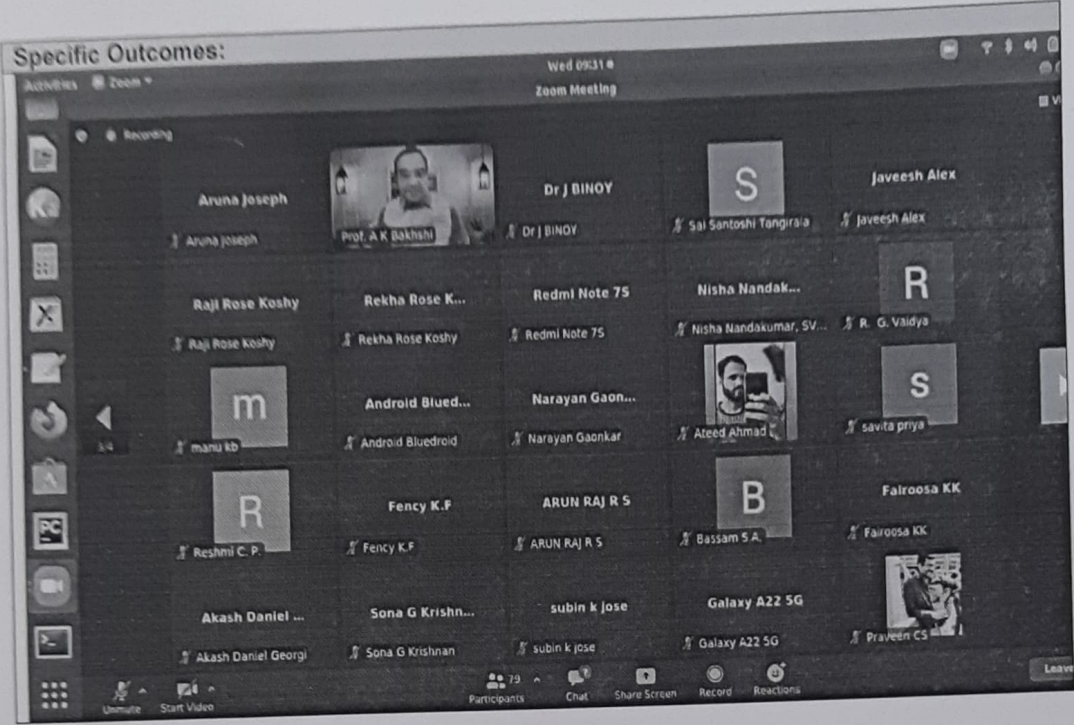 Specific Outcomes:
Activities Zoom
Wed 09:31
Zoom Meeting
Recording
Aruna Joseph
Aruna Joseph
Prof. A K Bakhshi
Dr J BINOY
Dr J BINOY
S
Sai Santoshi Tangirala
Javeesh Alex
Javeesh Alex
Raji Rose Koshy
Raji Rose Koshy
Rekha Rose K...
Rekha Rose Koshy
Redmi Note 7S
Redmi Note 7S
Nisha Nandak...
Nisha Nandakumar, SV...
R
R. G. Vaidya
m
manu kb
Android Blued...
Android Bluedroid
Narayan Gaon...
Narayan Gaonkar
Ateed Ahmad
s
savita priya
3/4
R
Reshmi C. P.
Fency K.F
Fency K.F
ARUN RAJ R S
ARUN RAJ R S
B
Bassam S A.
Fairoosa KK
Fairoosa KK
Akash Daniel ...
Akash Daniel Georgi
Sona G Krishn...
Sona G Krishnan
subin k jose
subin k jose
Galaxy A22 5G
Galaxy A22 5G
Praveen CS
PC
Unmute
Start Video
79
Participants
Chat
Share Screen
Record
Reactions
Leave